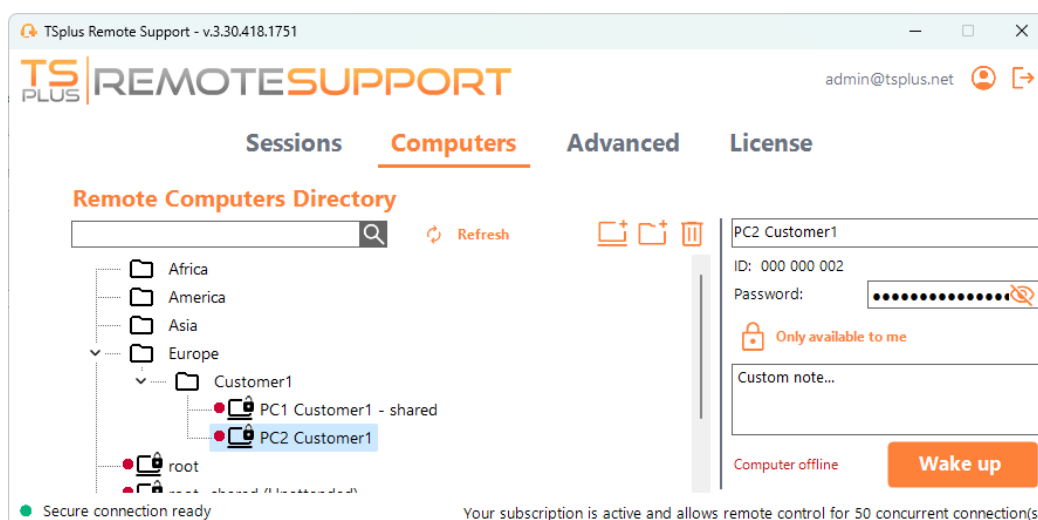 TSplus Remote Support - v.3.30.418.1751
TS PLUS REMOTESUPPORT
admin@tsplus.net
Sessions Computers Advanced License
Remote Computers Directory
Refresh
Africa
America
Asia
Europe
Customer1
PC1 Customer1 - shared
PC2 Customer1
root
root - shared (Unattended)
PC2 Customer1
ID: 000 000 002
Password:
Only available to me
Custom note...
Computer offline
Wake up
Secure connection ready
Your subscription is active and allows remote control for 50 concurrent connection(s